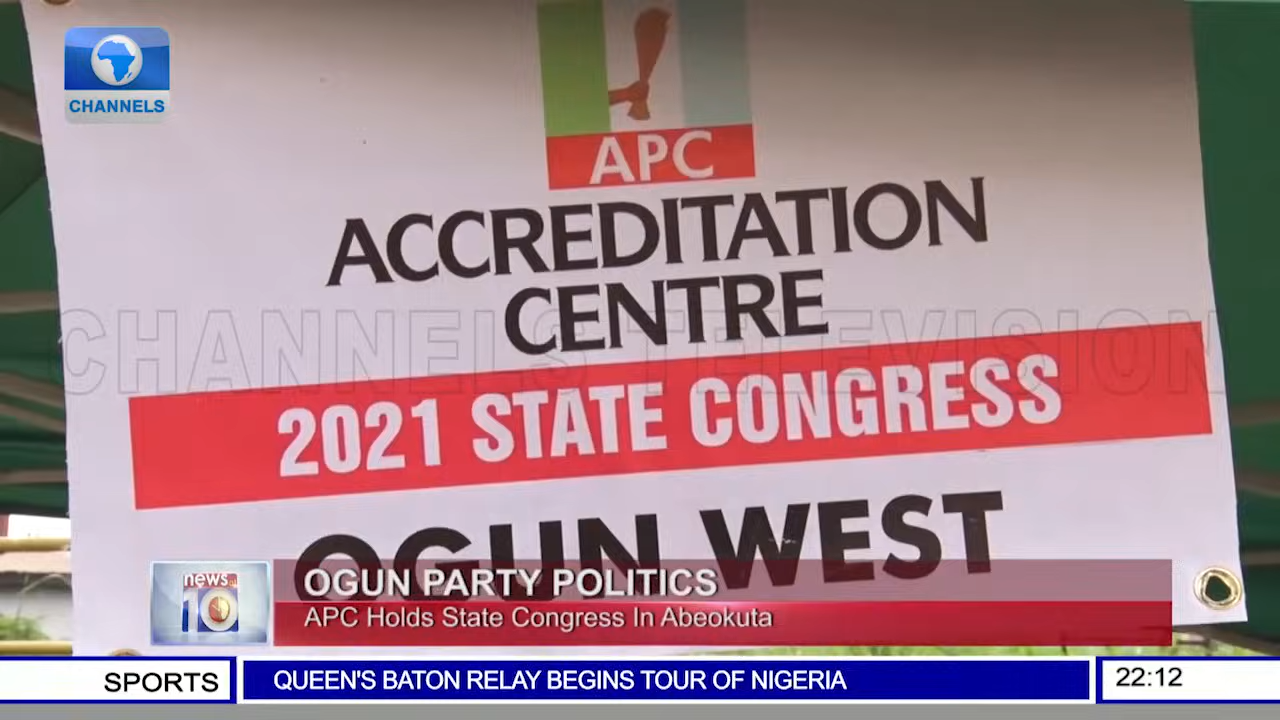 CHANNELS
APC
ACCREDITATION
CENTRE
CHANNELS TELEVISION
2021 STATE CONGRESS
OGUN WEST
news at
10
OGUN PARTY POLITICS
APC Holds State Congress In Abeokuta
SPORTS
QUEEN'S BATON RELAY BEGINS TOUR OF NIGERIA
22:12